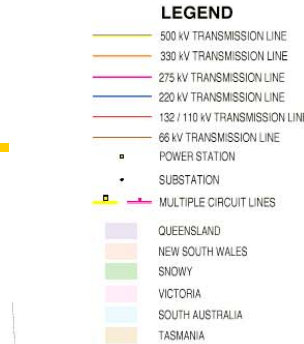 LEGEND
500 kV TRANSMISSION LINE
330 kV TRANSMISSION LINE
275 kV TRANSMISSION LINE
220 kV TRANSMISSION LINE
132 / 110 kV TRANSMISSION LINE
66 kV TRANSMISSION LINE
POWER STATION
SUBSTATION
MULTIPLE CIRCUIT LINES
QUEENSLAND
NEW SOUTH WALES
SNOWY
VICTORIA
SOUTH AUSTRALIA
TASMANIA